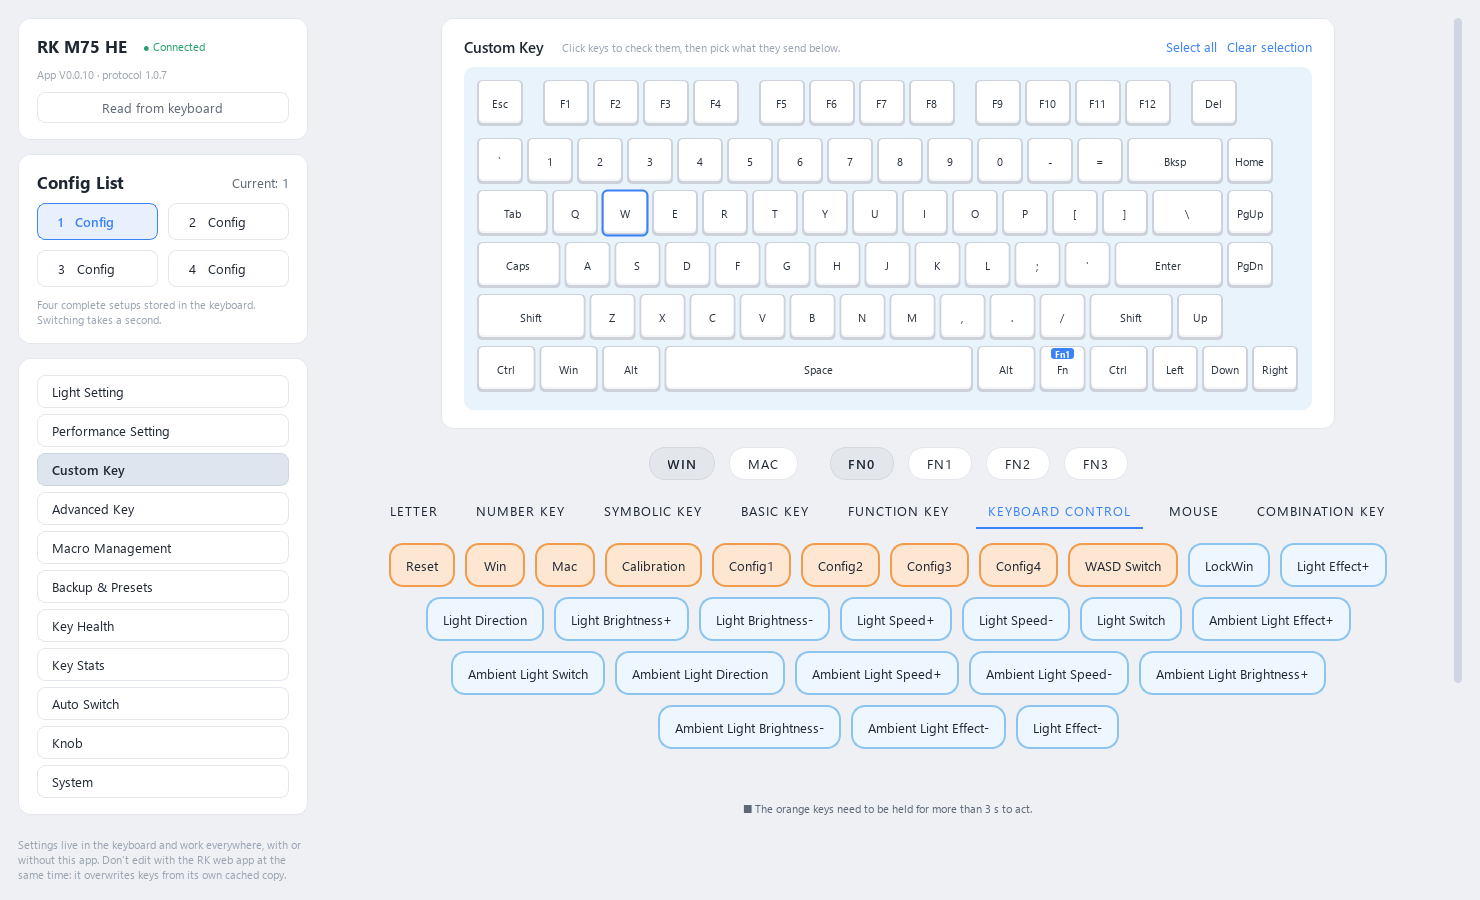 RK M75 HE ● Connected
App V0.0.10 · protocol 1.0.7
Read from keyboard
Config List Current: 1
1 Config 2 Config
3 Config 4 Config
Four complete setups stored in the keyboard.
Switching takes a second.
Light Setting
Performance Setting
Custom Key
Advanced Key
Macro Management
Backup & Presets
Key Health
Key Stats
Auto Switch
Knob
System
Settings live in the keyboard and work everywhere, with or
without this app. Don't edit with the RK web app at the
same time: it overwrites keys from its own cached copy.
Custom Key Click keys to check them, then pick what they send below. Select all Clear selection
Esc F1 F2 F3 F4 F5 F6 F7 F8 F9 F10 F11 F12 Del
` 1 2 3 4 5 6 7 8 9 0 - = Bksp Home
Tab Q W E R T Y U I O P [ ] \ PgUp
Caps A S D F G H J K L ; ' Enter PgDn
Shift Z X C V B N M , . / Shift Up
Fn1
Ctrl Win Alt Space Alt Fn Ctrl Left Down Right
WIN MAC FN0 FN1 FN2 FN3
LETTER NUMBER KEY SYMBOLIC KEY BASIC KEY FUNCTION KEY KEYBOARD CONTROL MOUSE COMBINATION KEY
Reset Win Mac Calibration Config1 Config2 Config3 Config4 WASD Switch LockWin Light Effect+
Light Direction Light Brightness+ Light Brightness- Light Speed+ Light Speed- Light Switch Ambient Light Effect+
Ambient Light Switch Ambient Light Direction Ambient Light Speed+ Ambient Light Speed- Ambient Light Brightness+
Ambient Light Brightness- Ambient Light Effect- Light Effect-
■ The orange keys need to be held for more than 3 s to act.